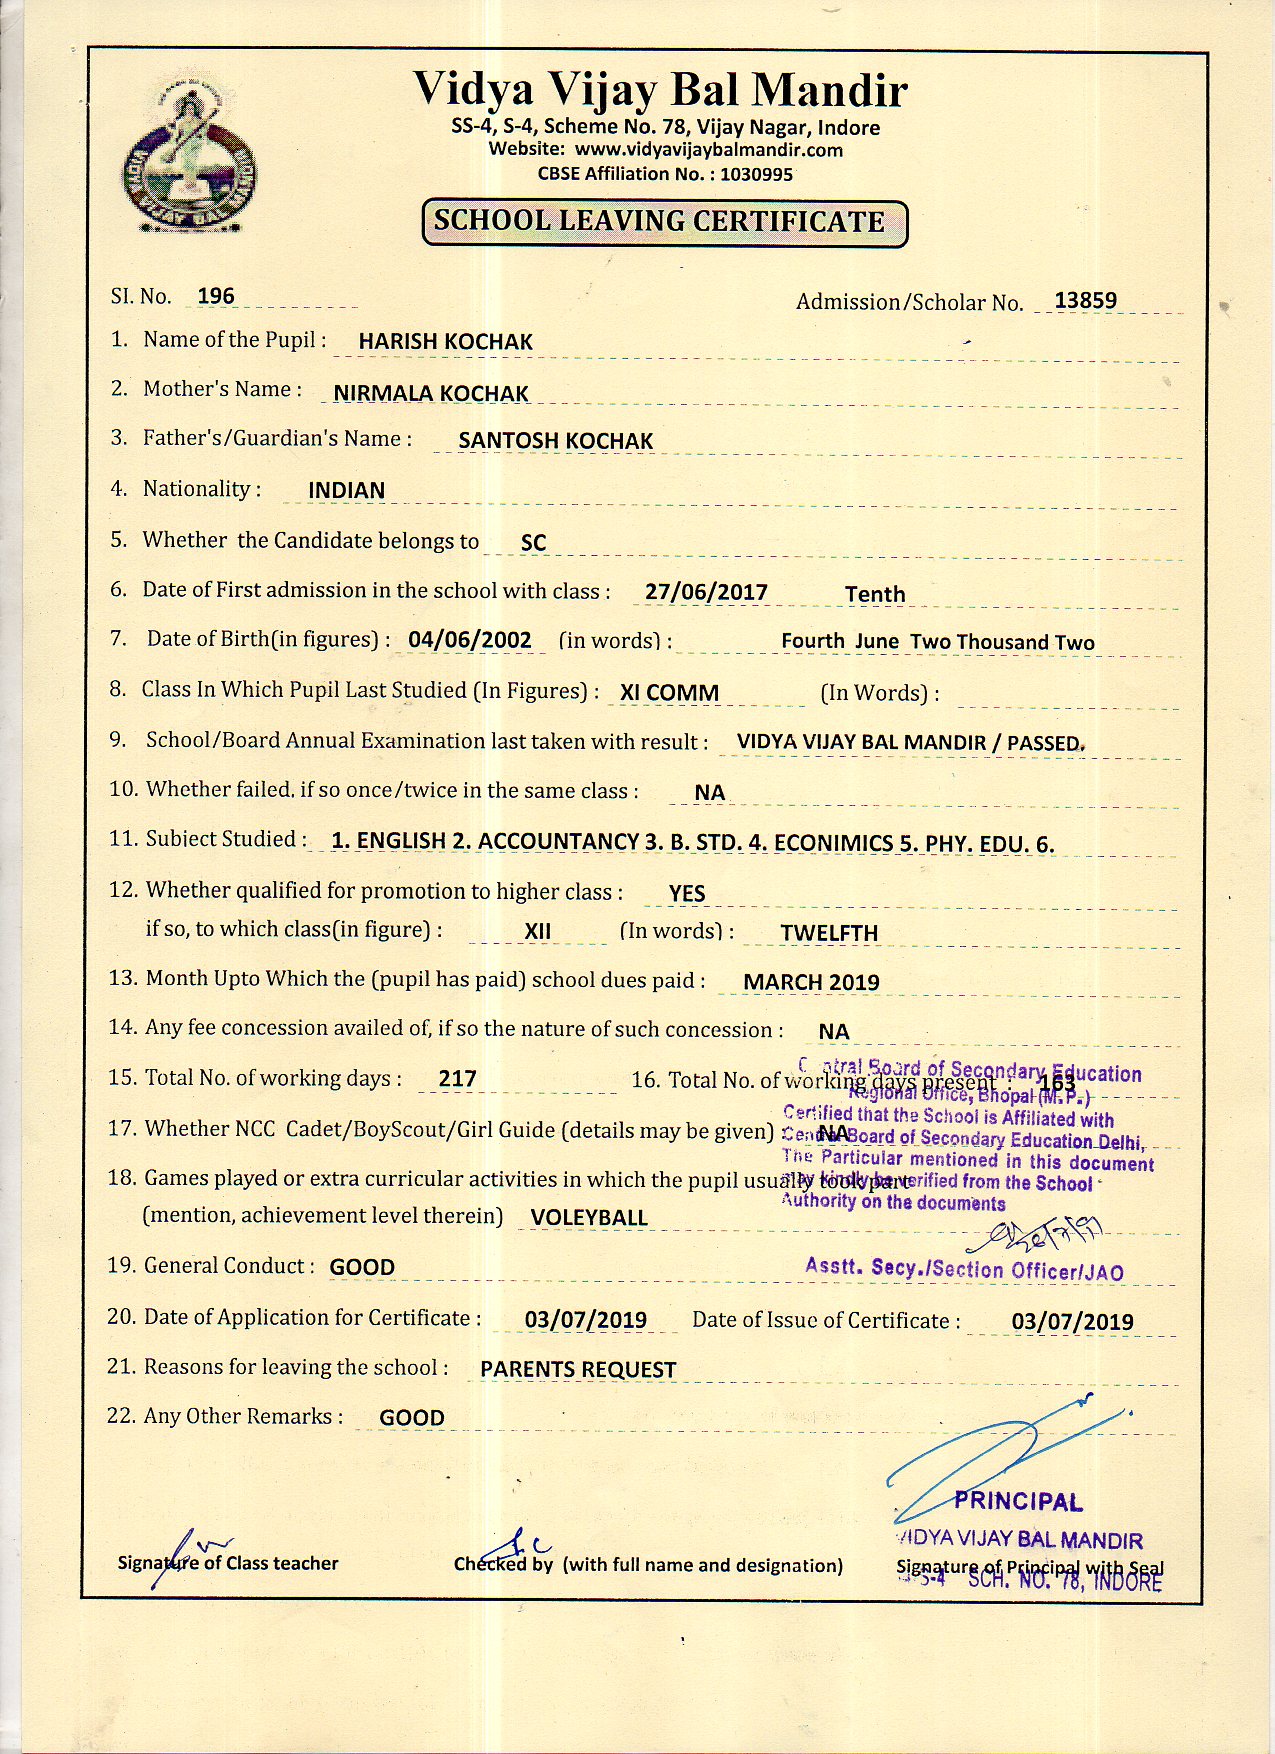 Vidya Vijay Bal Mandir
SS-4, S-4, Scheme No. 78, Vijay Nagar, Indore
Website: www.vidyavijaybalmandir.com
CBSE Affiliation No. : 1030995
VIDYA VIJAY BAL MANDIR
SCHOOL LEAVING CERTIFICATE
SI. No. 196 Admission/Scholar No. 13859
1. Name of the Pupil : HARISH KOCHAK
2. Mother's Name : NIRMALA KOCHAK
3. Father's/Guardian's Name : SANTOSH KOCHAK
4. Nationality : INDIAN
5. Whether the Candidate belongs to SC
6. Date of First admission in the school with class : 27/06/2017 Tenth
7. Date of Birth(in figures) : 04/06/2002 (in words) : Fourth June Two Thousand Two
8. Class In Which Pupil Last Studied (In Figures) : XI COMM (In Words) :
9. School/Board Annual Examination last taken with result : VIDYA VIJAY BAL MANDIR / PASSED.
10. Whether failed. if so once/twice in the same class : NA
11. Subject Studied : 1. ENGLISH 2. ACCOUNTANCY 3. B. STD. 4. ECONIMICS 5. PHY. EDU. 6.
12. Whether qualified for promotion to higher class : YES
if so, to which class(in figure) : XII (In words) : TWELFTH
13. Month Upto Which the (pupil has paid) school dues paid : MARCH 2019
14. Any fee concession availed of, if so the nature of such concession : NA
15. Total No. of working days : 217 16. Total No. of working days present : 163
17. Whether NCC Cadet/BoyScout/Girl Guide (details may be given) : NA
18. Games played or extra curricular activities in which the pupil usually took part
(mention, achievement level therein) VOLEYBALL
Central Board of Secondary Education
Regional Office, Bhopal (M.P.)
Certified that the School is Affiliated with
Central Board of Secondary Education Delhi,
The Particular mentioned in this document
may kindly be verified from the School
Authority on the documents
Asstt. Secy./Section Officer/JAO
19. General Conduct : GOOD
20. Date of Application for Certificate : 03/07/2019 Date of Issue of Certificate : 03/07/2019
21. Reasons for leaving the school : PARENTS REQUEST
22. Any Other Remarks : GOOD
PRINCIPAL
VIDYA VIJAY BAL MANDIR
SCH. NO. 78, INDORE
Signature of Class teacher Checked by (with full name and designation) Signature of Principal with Seal